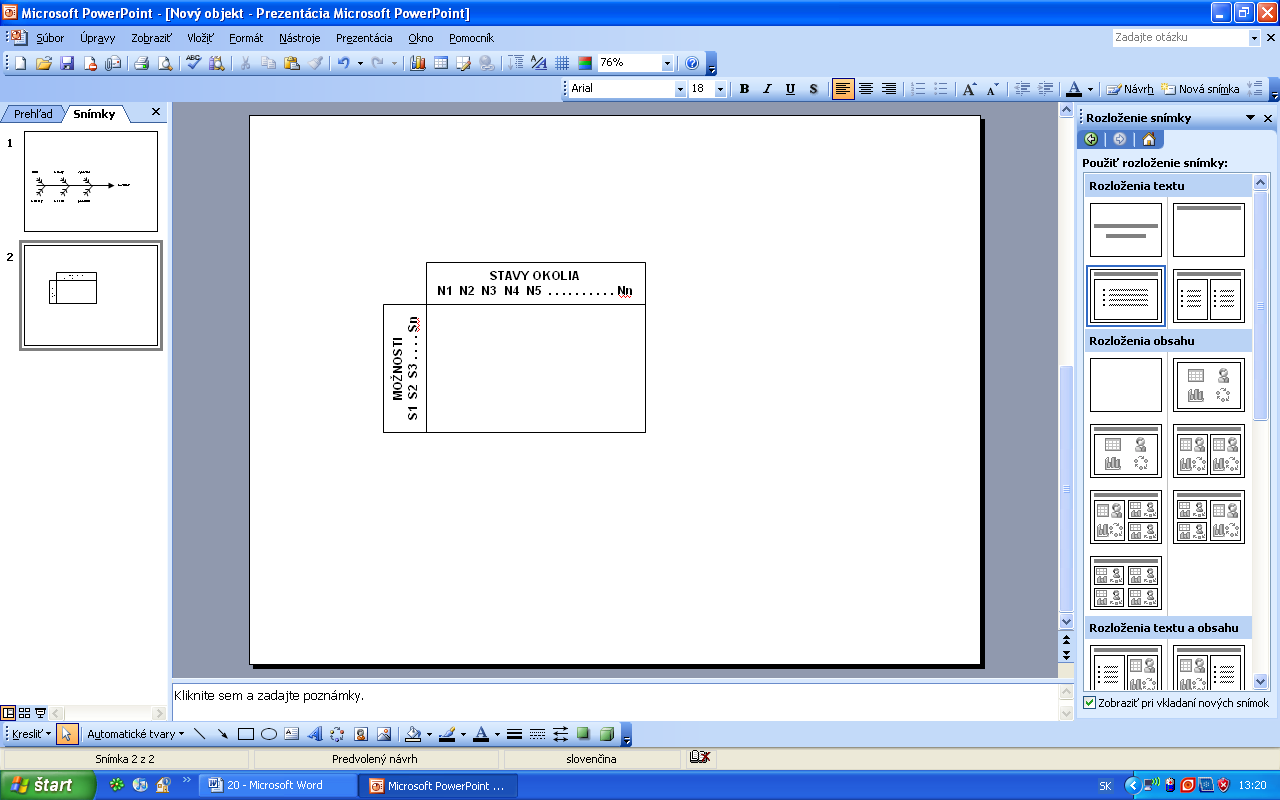 Microsoft PowerPoint - [Nový objekt - Prezentácia Microsoft PowerPoint]
Súbor Úpravy Zobraziť Vložiť Formát Nástroje Prezentácia Okno Pomocník
Zadajte otázku
76%
Arial 18 B I U S A A A Návrh Nová snímka
Prehľad Snímky
1
2
STAVY OKOLIA
N1 N2 N3 N4 N5 . . . . . . . . . . Nn
MOŽNOSTI
S1 S2 S3 . . . . Sn
Rozloženie snímky
Použiť rozloženie snímky:
Rozloženia textu
Rozloženia obsahu
Rozloženia textu a obsahu
Zobraziť pri vkladaní nových snímok
Kliknite sem a zadajte poznámky.
Kresliť Automatické tvary
Snímka 2 z 2 Predvolený návrh slovenčina
štart 20 - Microsoft Word Microsoft PowerPoint ... SK 13:20